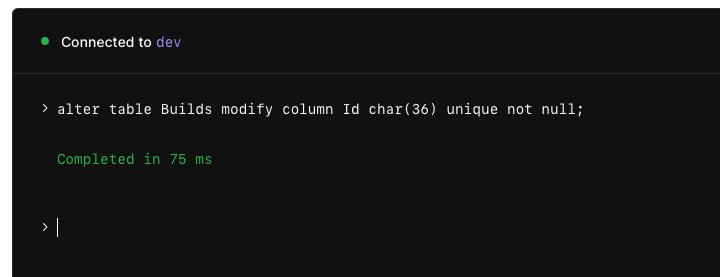 Connected to dev
> alter table Builds modify column Id char(36) unique not null;
Completed in 75 ms
>